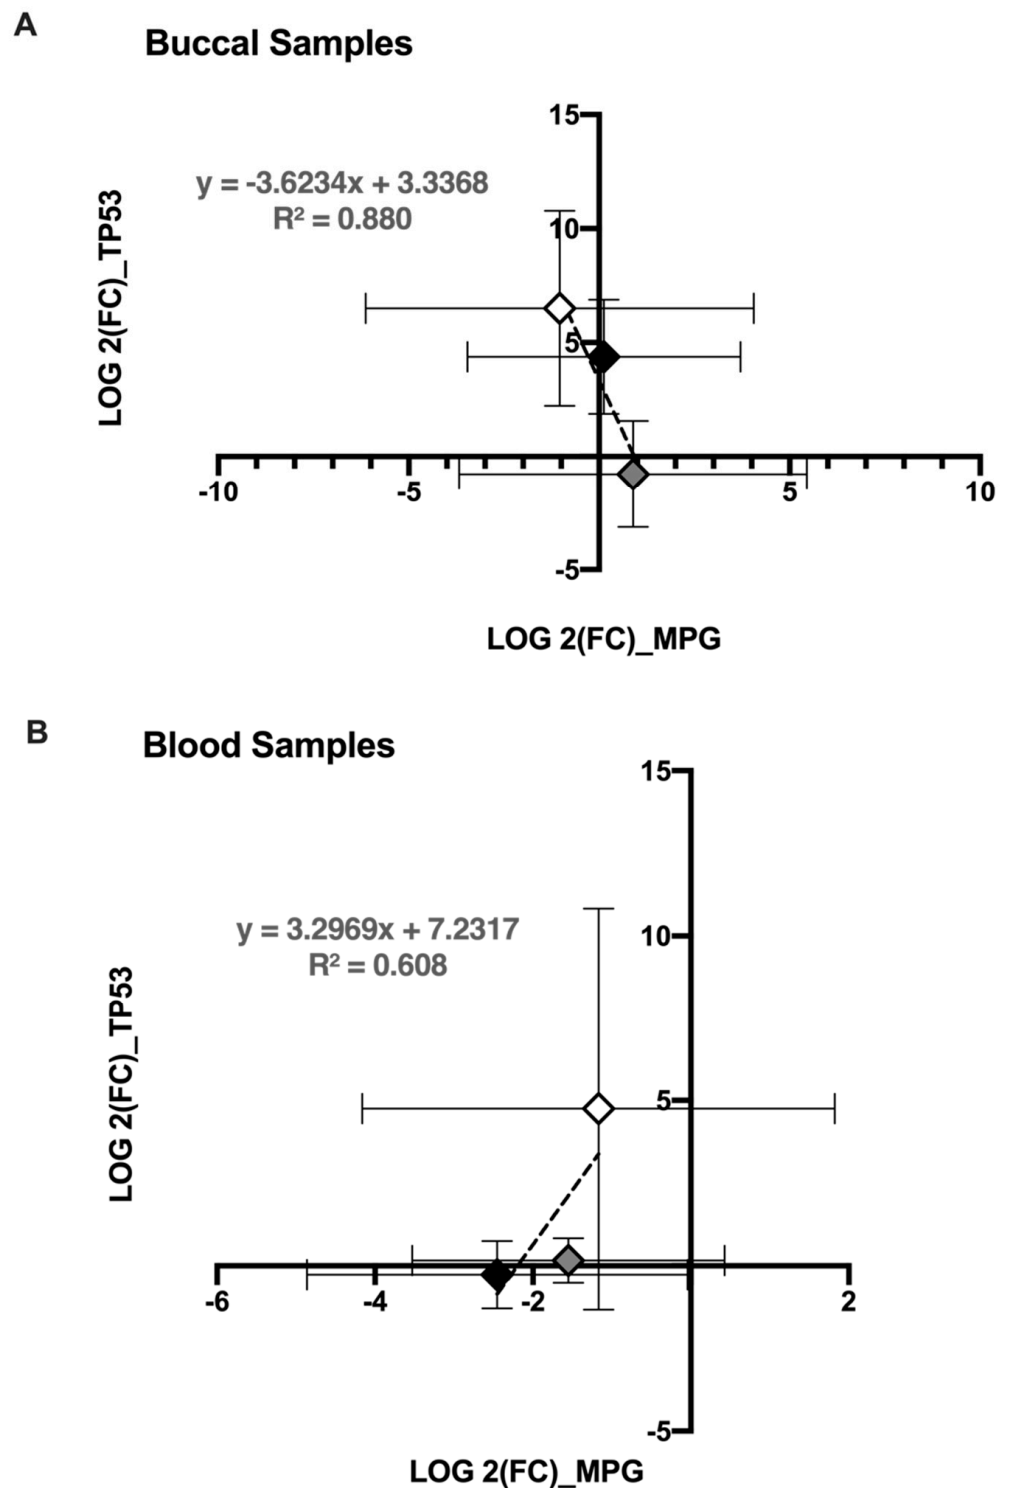 A
Buccal Samples
15
y = -3.6234x + 3.3368
R² = 0.880
10
LOG 2(FC)_TP53
5
-10 -5 5 10
-5
LOG 2(FC)_MPG
B
Blood Samples
15
y = 3.2969x + 7.2317
R² = 0.608
10
LOG 2(FC)_TP53
5
-6 -4 -2 2
-5
LOG 2(FC)_MPG